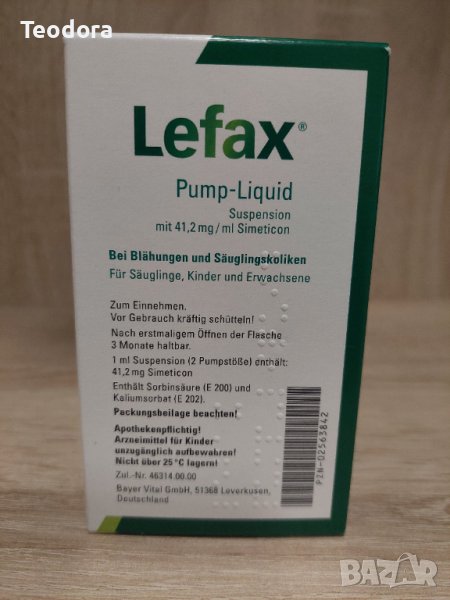 Teodora
Lefax®
Pump-Liquid
Suspension
mit 41,2 mg / ml Simeticon
Bei Blähungen und Säuglingskoliken
Für Säuglinge, Kinder und Erwachsene
Zum Einnehmen.
Vor Gebrauch kräftig schütteln!
Nach erstmaligem Öffnen der Flasche
3 Monate haltbar.
1 ml Suspension (2 Pumpstöße) enthält:
41,2 mg Simeticon
Enthält Sorbinsäure (E 200) und
Kaliumsorbat (E 202).
Packungsbeilage beachten!
Apothekenpflichtig!
Arzneimittel für Kinder
unzugänglich aufbewahren!
Nicht über 25 °C lagern!
Zul.-Nr. 46314.00.00
Bayer Vital GmbH, 51368 Leverkusen,
Deutschland
PZN-02563842
BAZAR